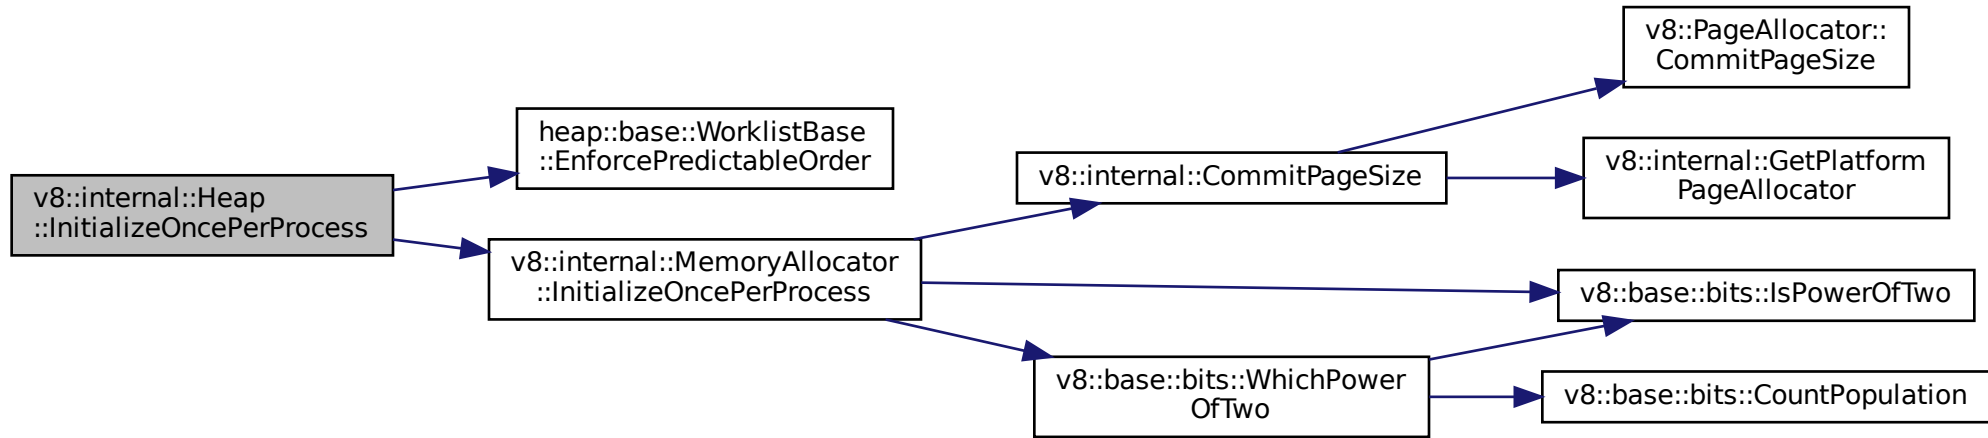 v8::internal::Heap
::InitializeOncePerProcess
heap::base::WorklistBase
::EnforcePredictableOrder
v8::internal::MemoryAllocator
::InitializeOncePerProcess
v8::internal::CommitPageSize
v8::PageAllocator::
CommitPageSize
v8::internal::GetPlatform
PageAllocator
v8::base::bits::IsPowerOfTwo
v8::base::bits::WhichPower
OfTwo
v8::base::bits::CountPopulation